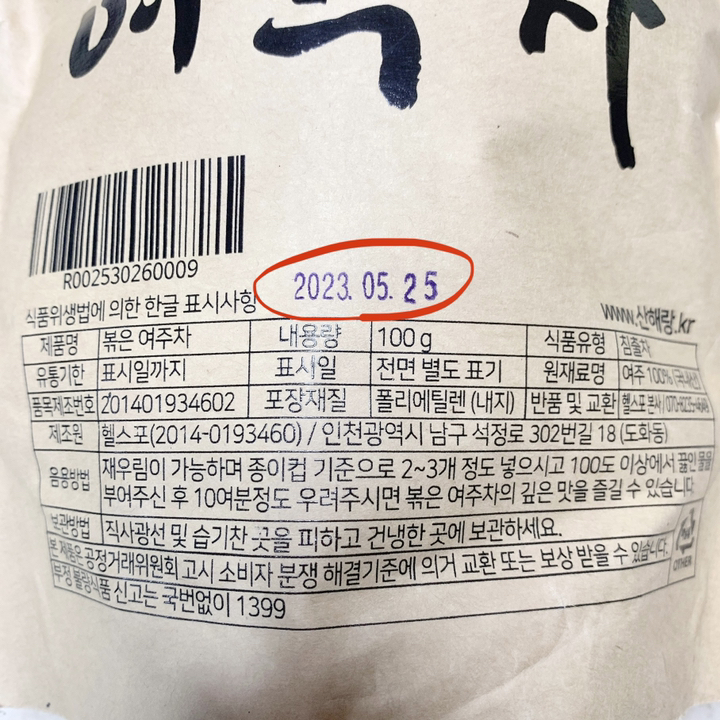 여주차
R002530260009
2023. 05. 25
식품위생법에 의한 한글 표시사항
www.산해랑.kr
제품명 볶은 여주차 내용량 100g 식품유형 침출차
유통기한 표시일까지 표시일 전면 별도 표기 원재료명 여주 100%
품목제조번호 201401934602 포장재질 폴리에틸렌 (내지) 반품 및 교환 헬스포 본사
제조원 헬스포(2014-0193460) / 인천광역시 남구 석정로 302번길 18 (도화동)
음용방법 재우림이 가능하며 종이컵 기준으로 2~3개 정도 넣으시고 100도 이상에서 끓인 물을
부어주신 후 10여분정도 우려주시면 볶은 여주차의 깊은 맛을 즐길 수 있습니다.
보관방법 직사광선 및 습기찬 곳을 피하고 건냉한 곳에 보관하세요.
본 제품은 공정거래위원회 고시 소비자 분쟁 해결기준에 의거 교환 또는 보상 받을 수 있습니다.
부정 불량식품 신고는 국번없이 1399
OTHER